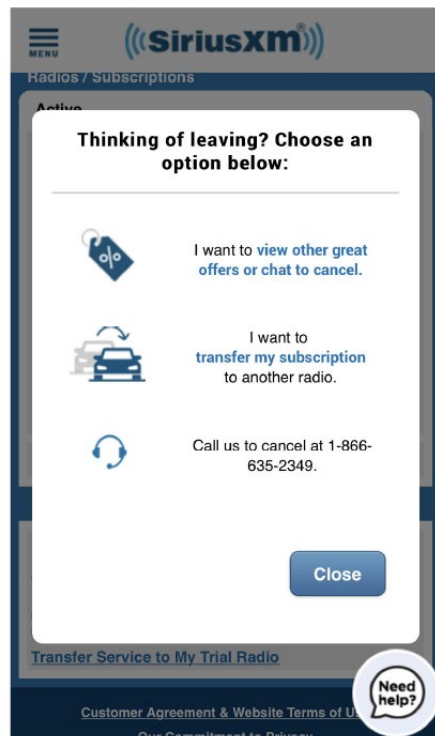 MENU
((SiriusXM®))
Radios / Subscriptions
Active
Thinking of leaving? Choose an
option below:
%
I want to view other great
offers or chat to cancel.
I want to
transfer my subscription
to another radio.
Call us to cancel at 1-866-
635-2349.
Close
Transfer Service to My Trial Radio
Need
help?
Customer Agreement & Website Terms of U
Our Commitment to Privacy